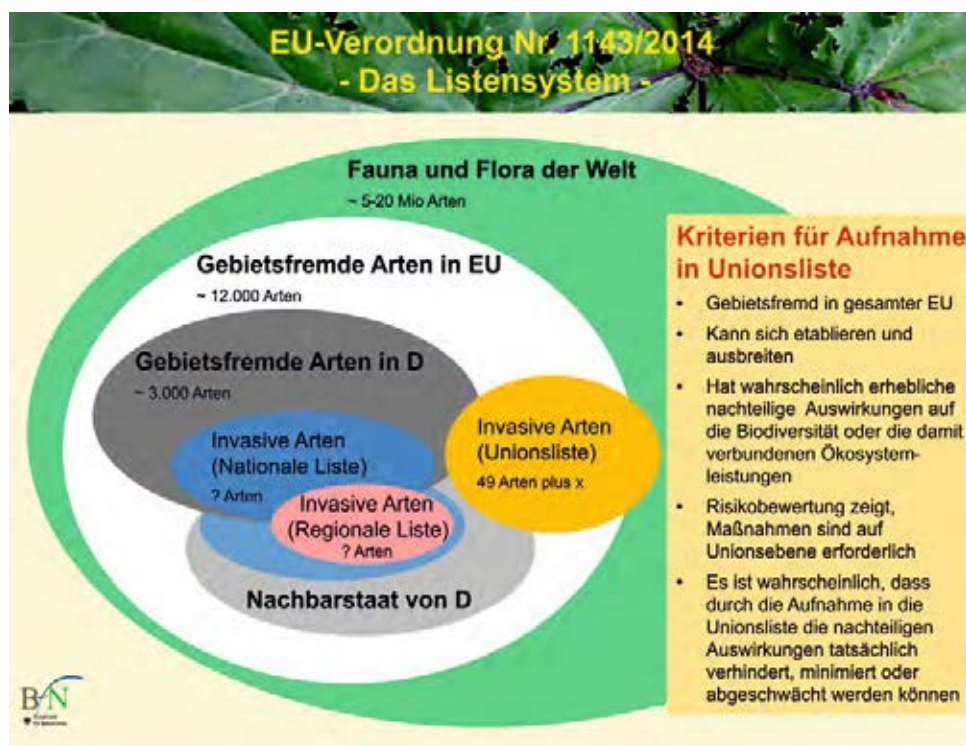 EU-Verordnung Nr. 1143/2014
- Das Listensystem -
Fauna und Flora der Welt
~ 5-20 Mio Arten
Gebietsfremde Arten in EU
~ 12.000 Arten
Gebietsfremde Arten in D
~ 3.000 Arten
Invasive Arten
(Nationale Liste)
? Arten
Invasive Arten
(Regionale Liste)
? Arten
Invasive Arten
(Unionsliste)
49 Arten plus x
Nachbarstaat von D
Kriterien für Aufnahme
in Unionsliste
• Gebietsfremd in gesamter EU
• Kann sich etablieren und
ausbreiten
• Hat wahrscheinlich erhebliche
nachteilige Auswirkungen auf
die Biodiversität oder die damit
verbundenen Ökosystem-
leistungen
• Risikobewertung zeigt,
Maßnahmen sind auf
Unionsebene erforderlich
• Es ist wahrscheinlich, dass
durch die Aufnahme in die
Unionsliste die nachteiligen
Auswirkungen tatsächlich
verhindert, minimiert oder
abgeschwächt werden können
BfN